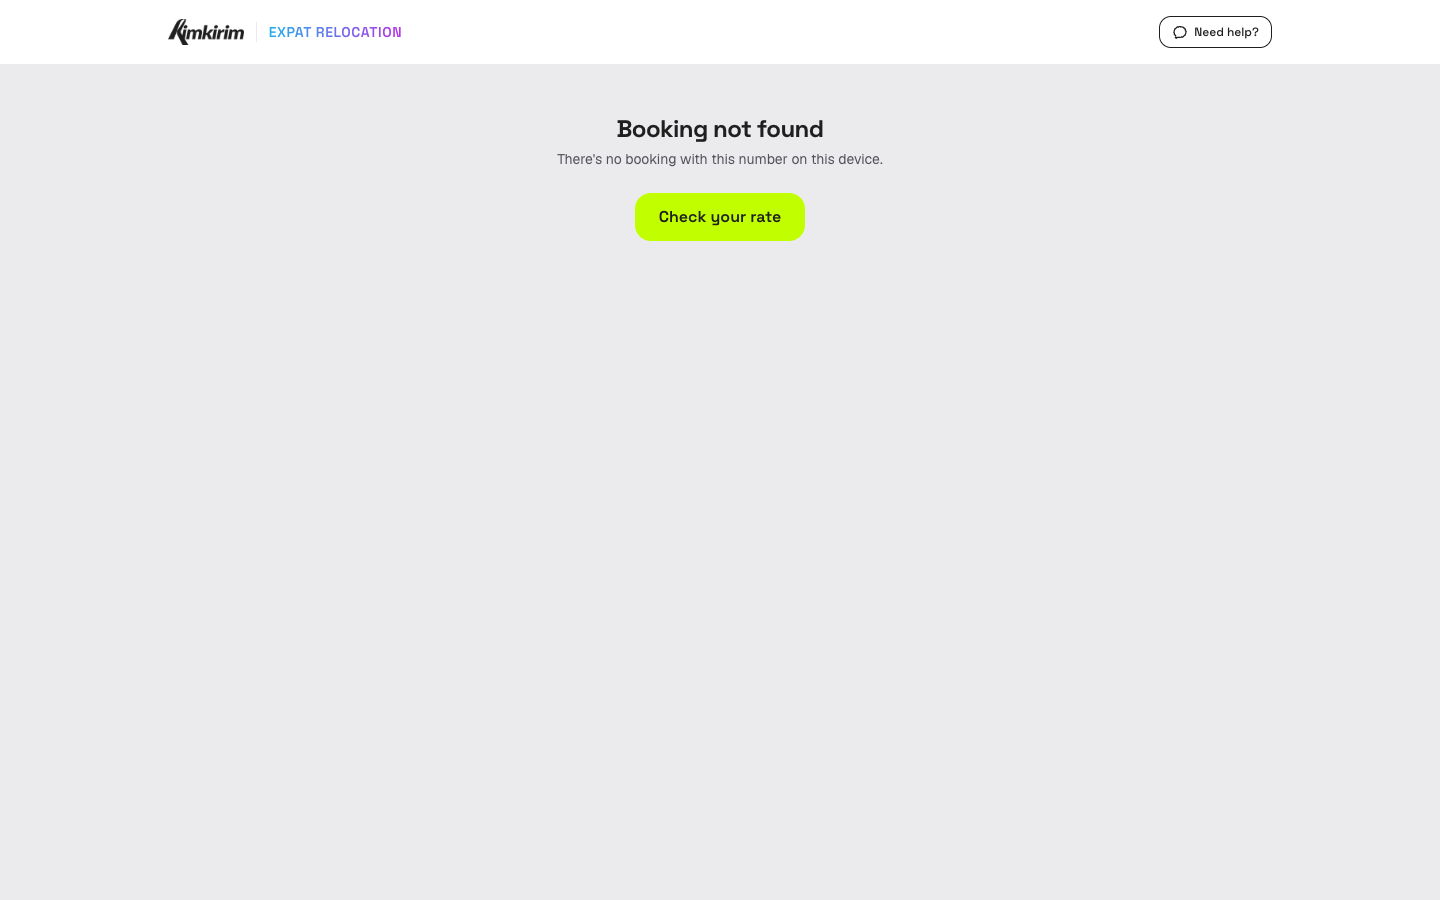 Kimkirim
EXPAT RELOCATION
Need help?
Booking not found
There's no booking with this number on this device.
Check your rate